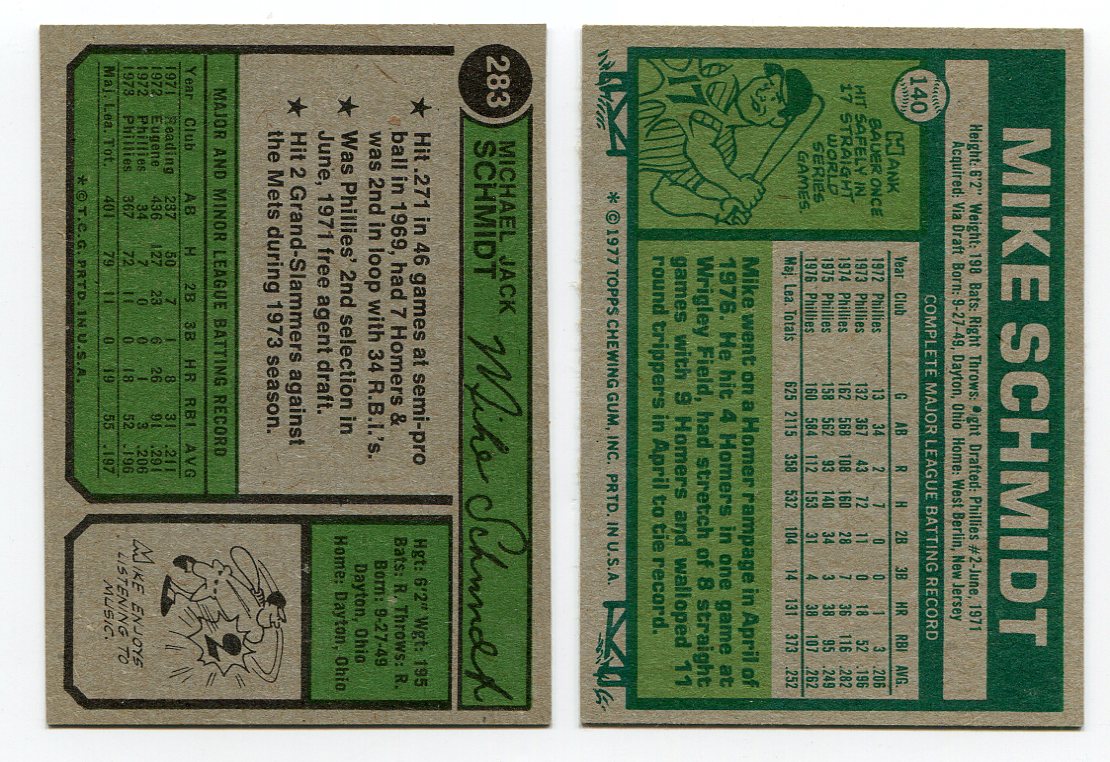 283
MICHAEL JACK
SCHMIDT
Mike Schmidt
★ Hit .271 in 46 games at semi-pro
ball in 1969, had 7 Homers &
was 2nd in loop with 34 R.B.I.'s.
★ Was Phillies' 2nd selection in
June, 1971 free agent draft.
★ Hit 2 Grand-Slammers against
the Mets during 1973 season.
MAJOR AND MINOR LEAGUE BATTING RECORD
Year Club AB H 2B 3B HR RBI AVG
1971 Reading 237 50 7 1 8 31 .211
1972 Eugene 436 127 23 6 26 91 .291
1972 Phillies 34 7 0 0 1 3 .206
1973 Phillies 367 72 11 0 18 52 .196
Maj. Lea. Tot. 401 79 11 0 19 55 .197
*© T.C.G. PRTD. IN U.S.A.
Hgt: 6'2" Wgt: 195
Bats: R. Throws: R.
Born: 9-27-49
Dayton, Ohio
Home: Dayton, Ohio
MIKE ENJOYS
LISTENING TO
MUSIC.
MIKE SCHMIDT
Height: 6'2" Weight: 198 Bats: Right Throws: *ight Drafted: Phillies #2-June, 1971
Acquired: Via Draft Born: 9-27-49, Dayton, Ohio Home: West Berlin, New Jersey
140
HANK
BAUER ONCE
HIT
SAFELY IN
17 STRAIGHT
WORLD
SERIES
GAMES.
17
COMPLETE MAJOR LEAGUE BATTING RECORD
Year Club G AB R H 2B 3B HR RBI AVG.
1972 Phillies 13 34 2 7 0 0 1 3 .206
1973 Phillies 132 367 43 72 11 0 18 52 .196
1974 Phillies 162 568 108 160 28 7 36 116 .282
1975 Phillies 158 562 93 140 34 3 38 95 .249
1976 Phillies 160 584 112 153 31 4 38 107 .262
Maj. Lea. Totals 625 2115 358 532 104 14 131 373 .252
Mike went on a Homer rampage in April of
1976. He hit 4 Homers in one game at
Wrigley Field, had stretch of 8 straight
games with 9 Homers and walloped 11
round trippers in April to tie record.
* © 1977 TOPPS CHEWING GUM, INC. PRTD. IN U.S.A.